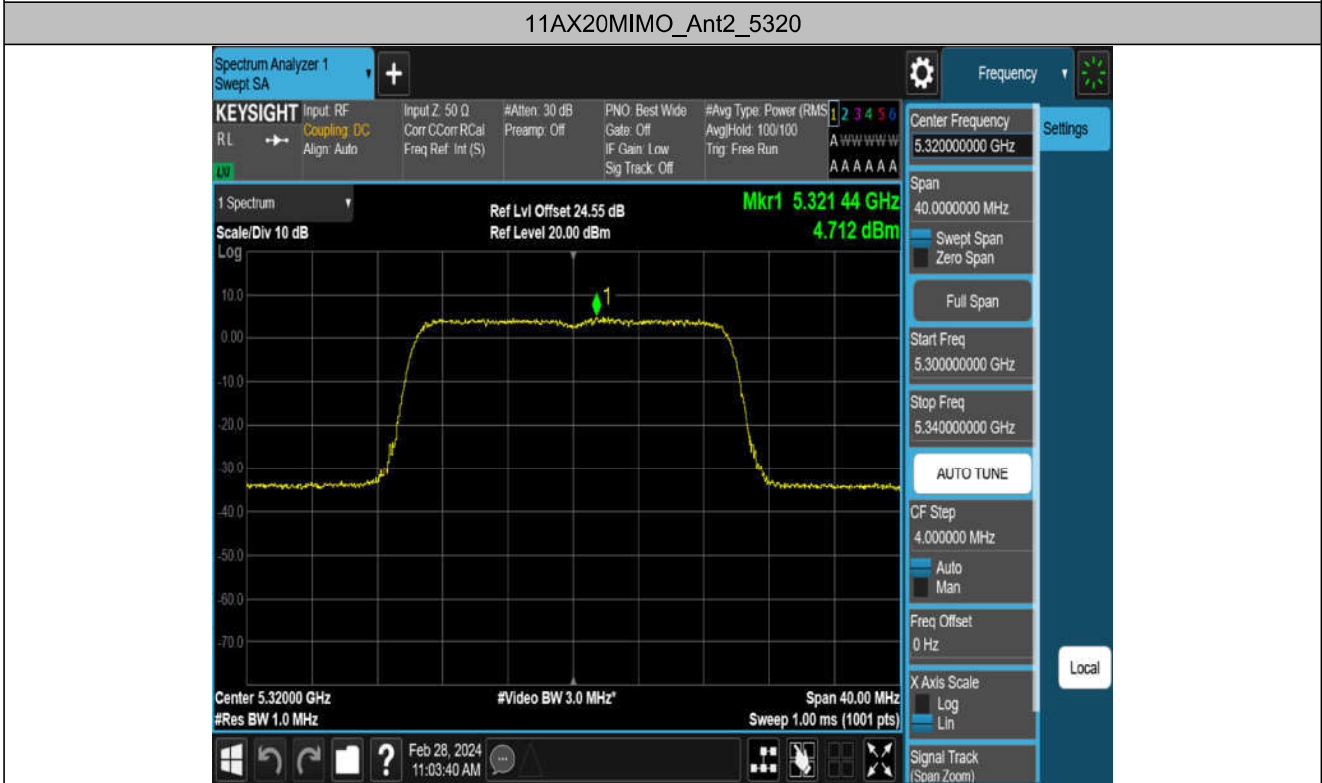 11AX20MIMO_Ant2_5320
Spectrum Analyzer 1
Swept SA
+
Frequency
KEYSIGHT
RL
LXI
Input: RF
Coupling: DC
Align: Auto
Input Z: 50 Ω
Corr CCorr RCal
Freq Ref: Int (S)
#Atten: 30 dB
Preamp: Off
PNO: Best Wide
Gate: Off
IF Gain: Low
Sig Track: Off
#Avg Type: Power (RMS
Avg|Hold: 100/100
Trig: Free Run
1 2 3 4 5 6
A W W W W W
A A A A A A
Center Frequency
5.320000000 GHz
Settings
1 Spectrum
Scale/Div 10 dB
Ref Lvl Offset 24.55 dB
Ref Level 20.00 dBm
Mkr1 5.321 44 GHz
4.712 dBm
Log
10.0
0.00
-10.0
-20.0
-30.0
-40.0
-50.0
-60.0
-70.0
1
Center 5.32000 GHz
#Res BW 1.0 MHz
#Video BW 3.0 MHz*
Span 40.00 MHz
Sweep 1.00 ms (1001 pts)
Span
40.0000000 MHz
Swept Span
Zero Span
Full Span
Start Freq
5.300000000 GHz
Stop Freq
5.340000000 GHz
AUTO TUNE
CF Step
4.000000 MHz
Auto
Man
Freq Offset
0 Hz
X Axis Scale
Log
Lin
Signal Track
(Span Zoom)
Local
?
Feb 28, 2024
11:03:40 AM